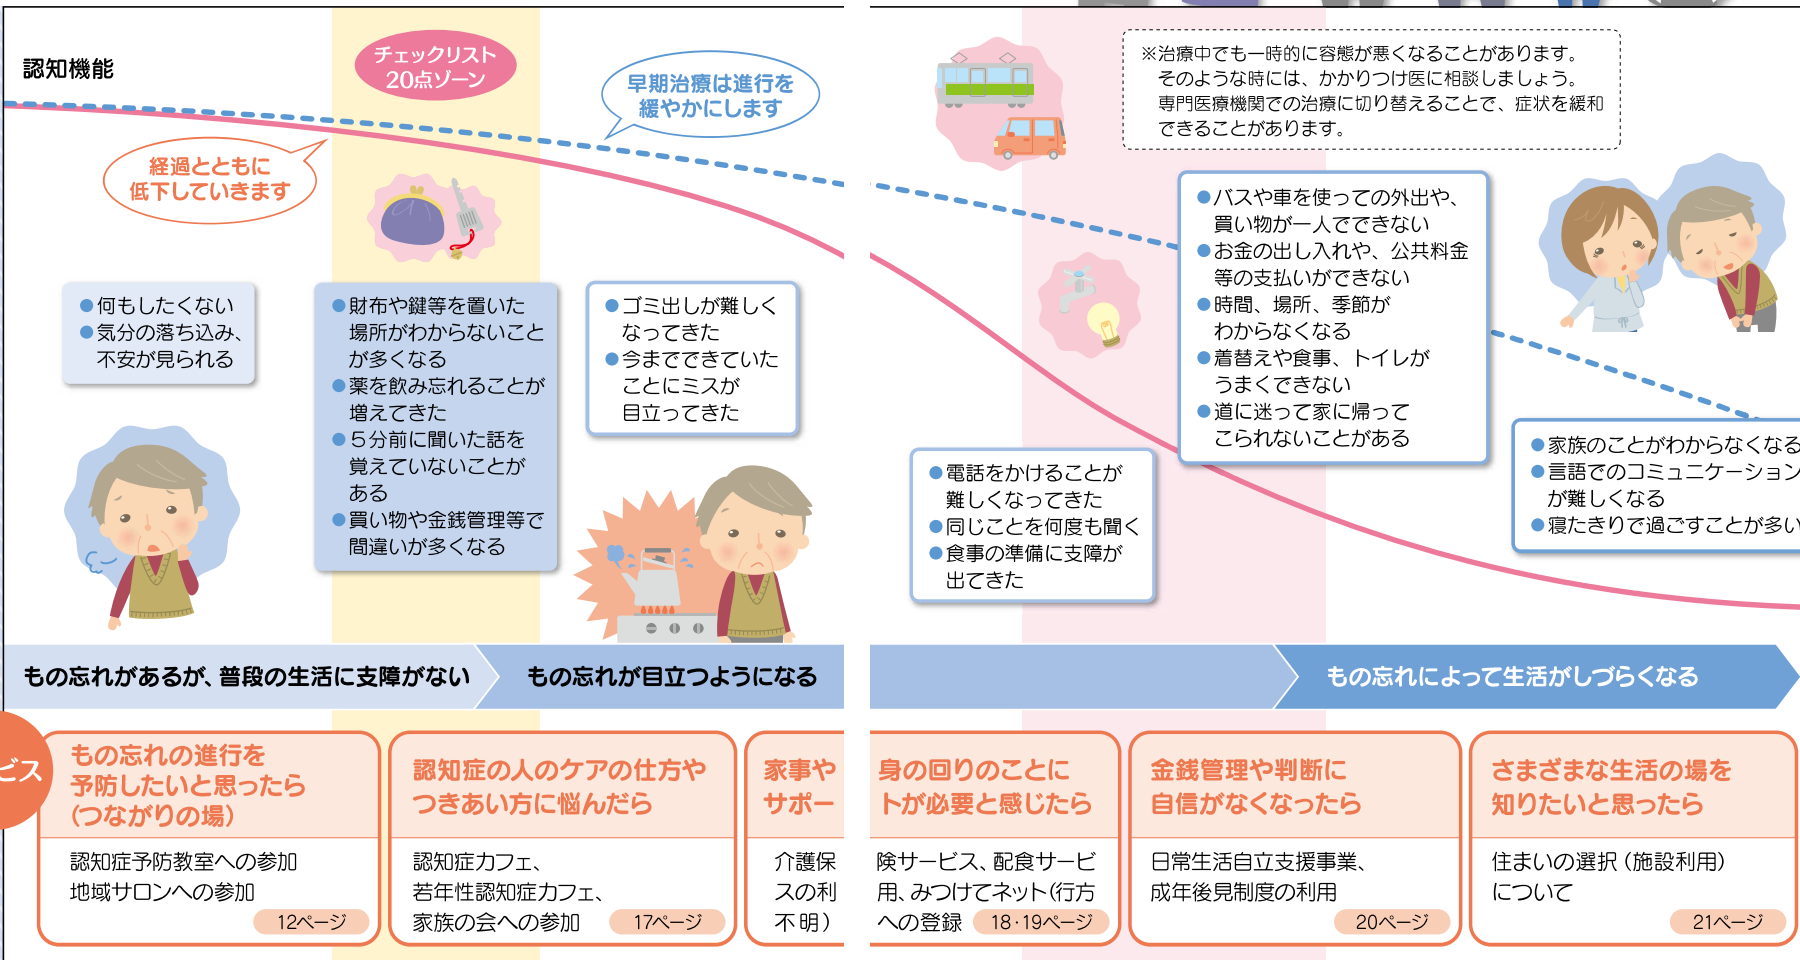 認知機能
チェックリスト
20点ゾーン
早期治療は進行を
緩やかにします
経過とともに
低下していきます
※治療中でも一時的に容態が悪くなることがあります。
そのような時には、かかりつけ医に相談しましょう。
専門医療機関での治療に切り替えることで、症状を緩和
できることがあります。
●何もしたくない
●気分の落ち込み、
不安が見られる
●財布や鍵等を置いた
場所がわからないこと
が多くなる
●薬を飲み忘れることが
増えてきた
●5分前に聞いた話を
覚えていないことが
ある
●買い物や金銭管理等で
間違いが多くなる
●ゴミ出しが難しく
なってきた
●今までできていた
ことにミスが
目立ってきた
●電話をかけることが
難しくなってきた
●同じことを何度も聞く
●食事の準備に支障が
出てきた
●バスや車を使っての外出や、
買い物が一人でできない
●お金の出し入れや、公共料金
等の支払いができない
●時間、場所、季節が
わからなくなる
●着替えや食事、トイレが
うまくできない
●道に迷って家に帰って
こられないことがある
●家族のことがわからなくなる
●言語でのコミュニケーション
が難しくなる
●寝たきりで過ごすことが多い
もの忘れがあるが、普段の生活に支障がない
もの忘れが目立つようになる
もの忘れによって生活がしづらくなる
ビス
もの忘れの進行を
予防したいと思ったら
(つながりの場)
認知症予防教室への参加
地域サロンへの参加
12ページ
認知症の人のケアの仕方や
つきあい方に悩んだら
認知症カフェ、
若年性認知症カフェ、
家族の会への参加
17ページ
家事や
サポー
介護保
スの利
不明)
身の回りのことに
トが必要と感じたら
険サービス、配食サービ
用、みつけてネット(行方
への登録
18・19ページ
金銭管理や判断に
自信がなくなったら
日常生活自立支援事業、
成年後見制度の利用
20ページ
さまざまな生活の場を
知りたいと思ったら
住まいの選択(施設利用)
について
21ページ